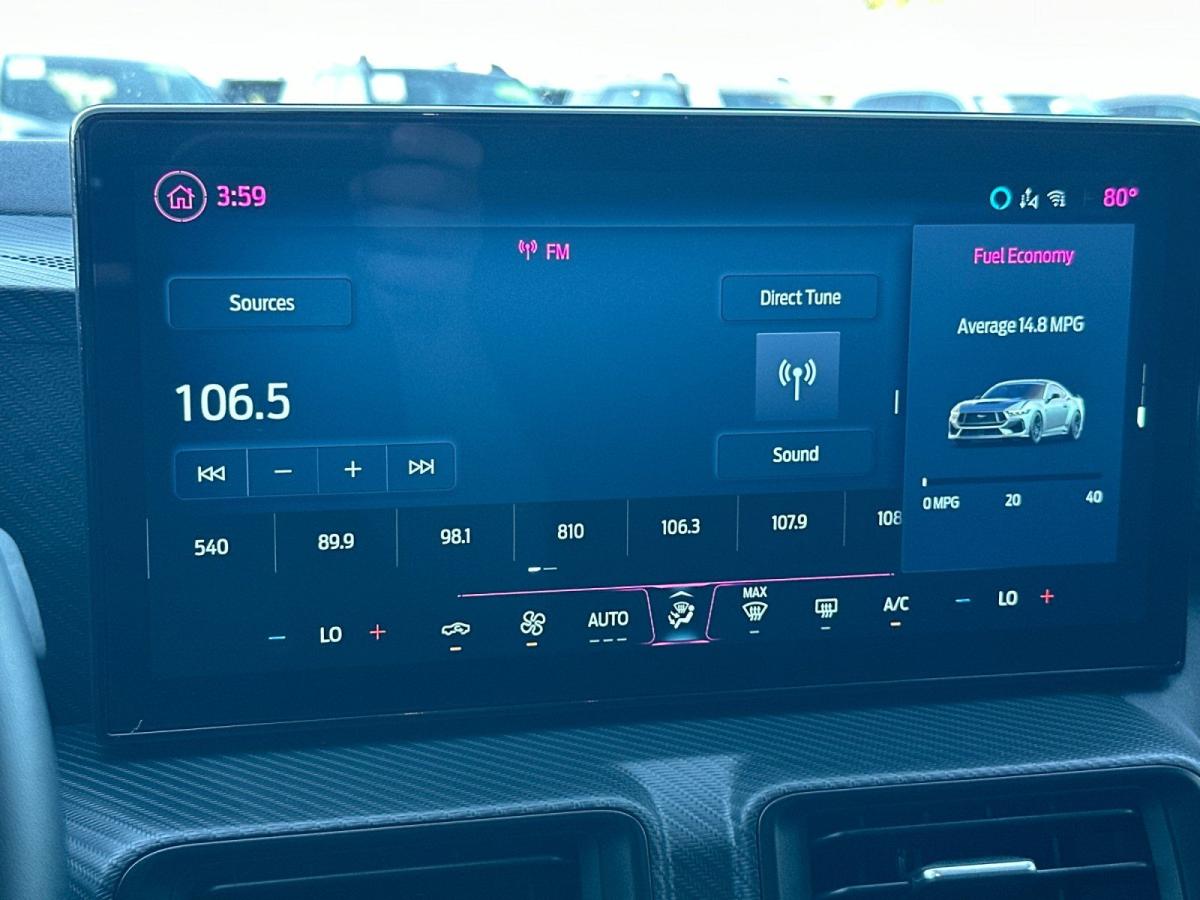 3:59
80°
FM
Fuel Economy
Sources
Direct Tune
Average 14.8 MPG
106.5
Sound
0 MPG 20 40
540 89.9 98.1 810 106.3 107.9 108
LO AUTO MAX A/C LO